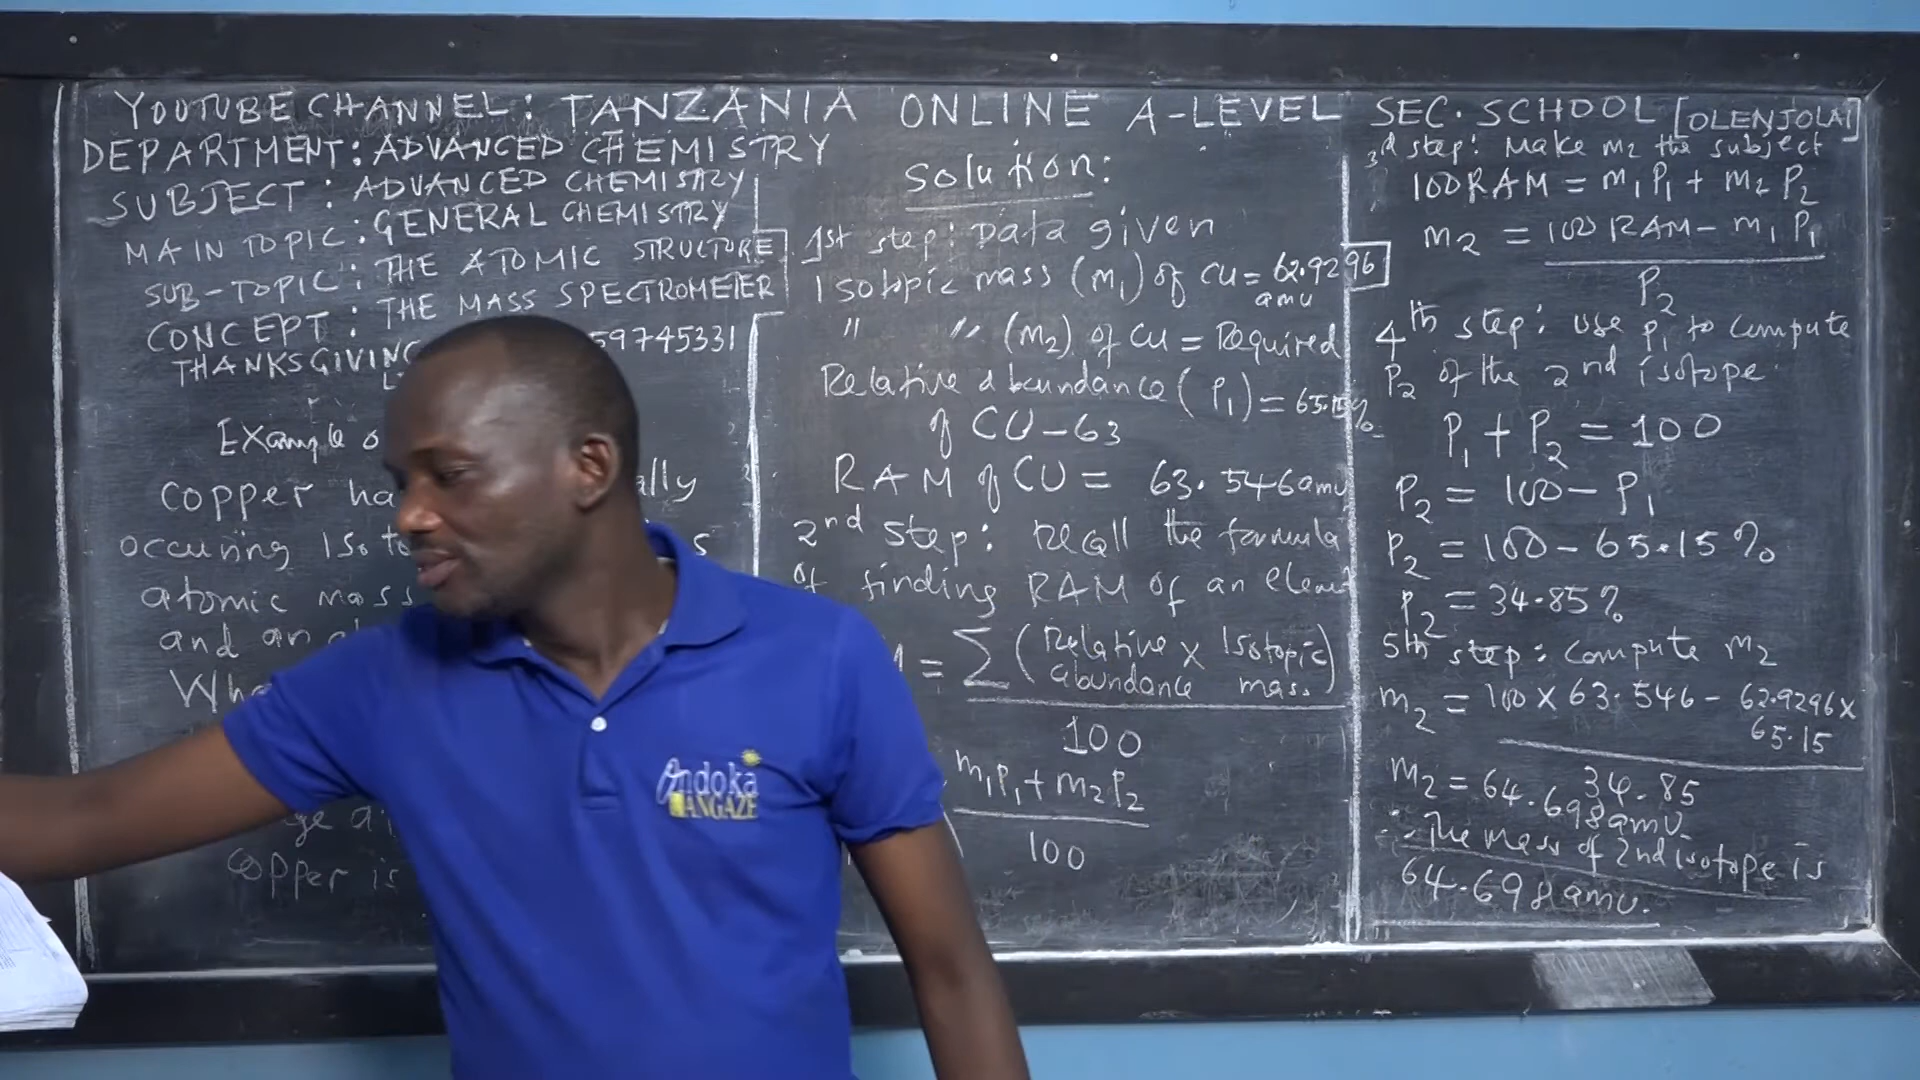 YOUTUBE CHANNEL: TANZANIA ONLINE A-LEVEL SEC. SCHOOL [OLENJOLAI]
DEPARTMENT: ADVANCED CHEMISTRY
SUBJECT: ADVANCED CHEMISTRY
MAIN TOPIC: GENERAL CHEMISTRY
SUB-TOPIC: THE ATOMIC STRUCTURE
CONCEPT: THE MASS SPECTROMETER
THANKSGIVING 59745331
Example
Copper ally
occuring
atomic mass
and an
copper is
Solution:
1st step: Data given
Isotopic mass (m₁) of CU = 62.9296
amu
" " (m₂) of CU = Required
Relative abundance (P₁) = 65.15%
of CU-63
RAM of CU = 63.546amu
2nd step: recall the formula
of finding RAM of an
= ∑ (Relative abundance × Isotopic mass)
100
m₁P₁ + m₂P₂
100
3rd step: Make m₂ the subject
100RAM = m₁P₁ + m₂P₂
m₂ = 100RAM - m₁P₁
P₂
4th step: use P₁ to compute
P₂ of the 2nd isotope.
P₁ + P₂ = 100
P₂ = 100 - P₁
P₂ = 100 - 65.15%
P₂ = 34.85%
5th step: compute m₂
m₂ = 100 × 63.546 - 62.9296×
65.15
34.85
m₂ = 64.698amu
∴ The mass of 2nd isotope is
64.698amu.
Ondoka
UANGAZE